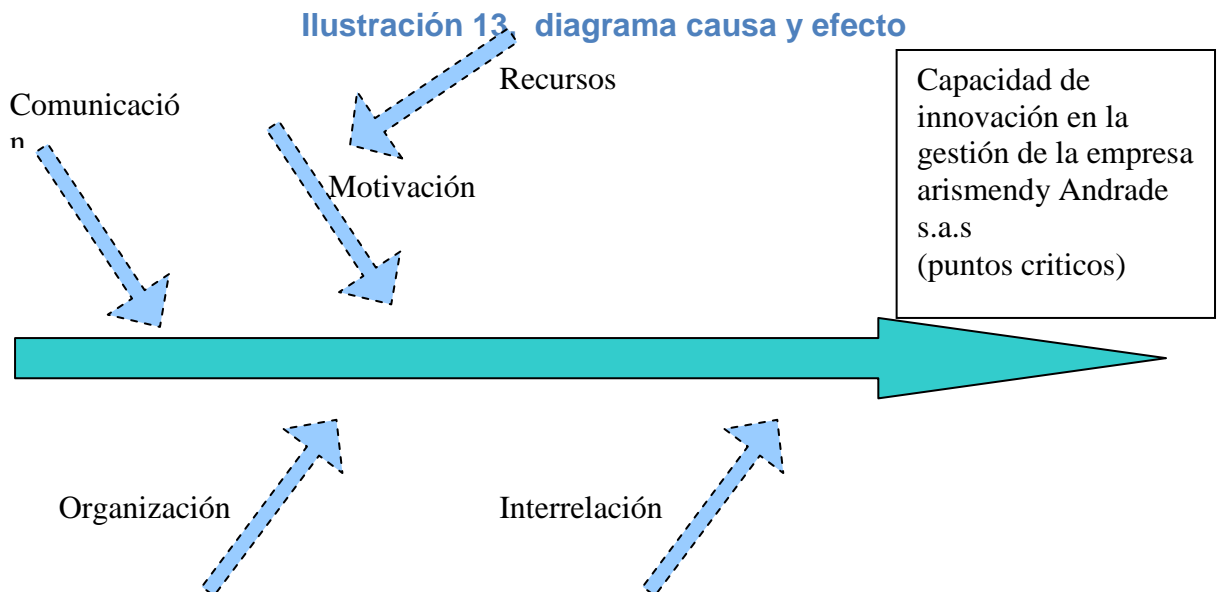 Ilustración 13. diagrama causa y efecto
Recursos
Comunicació
n
Motivación
Capacidad de
innovación en la
gestión de la empresa
arismendy Andrade
s.a.s
(puntos criticos)
Organización
Interrelación